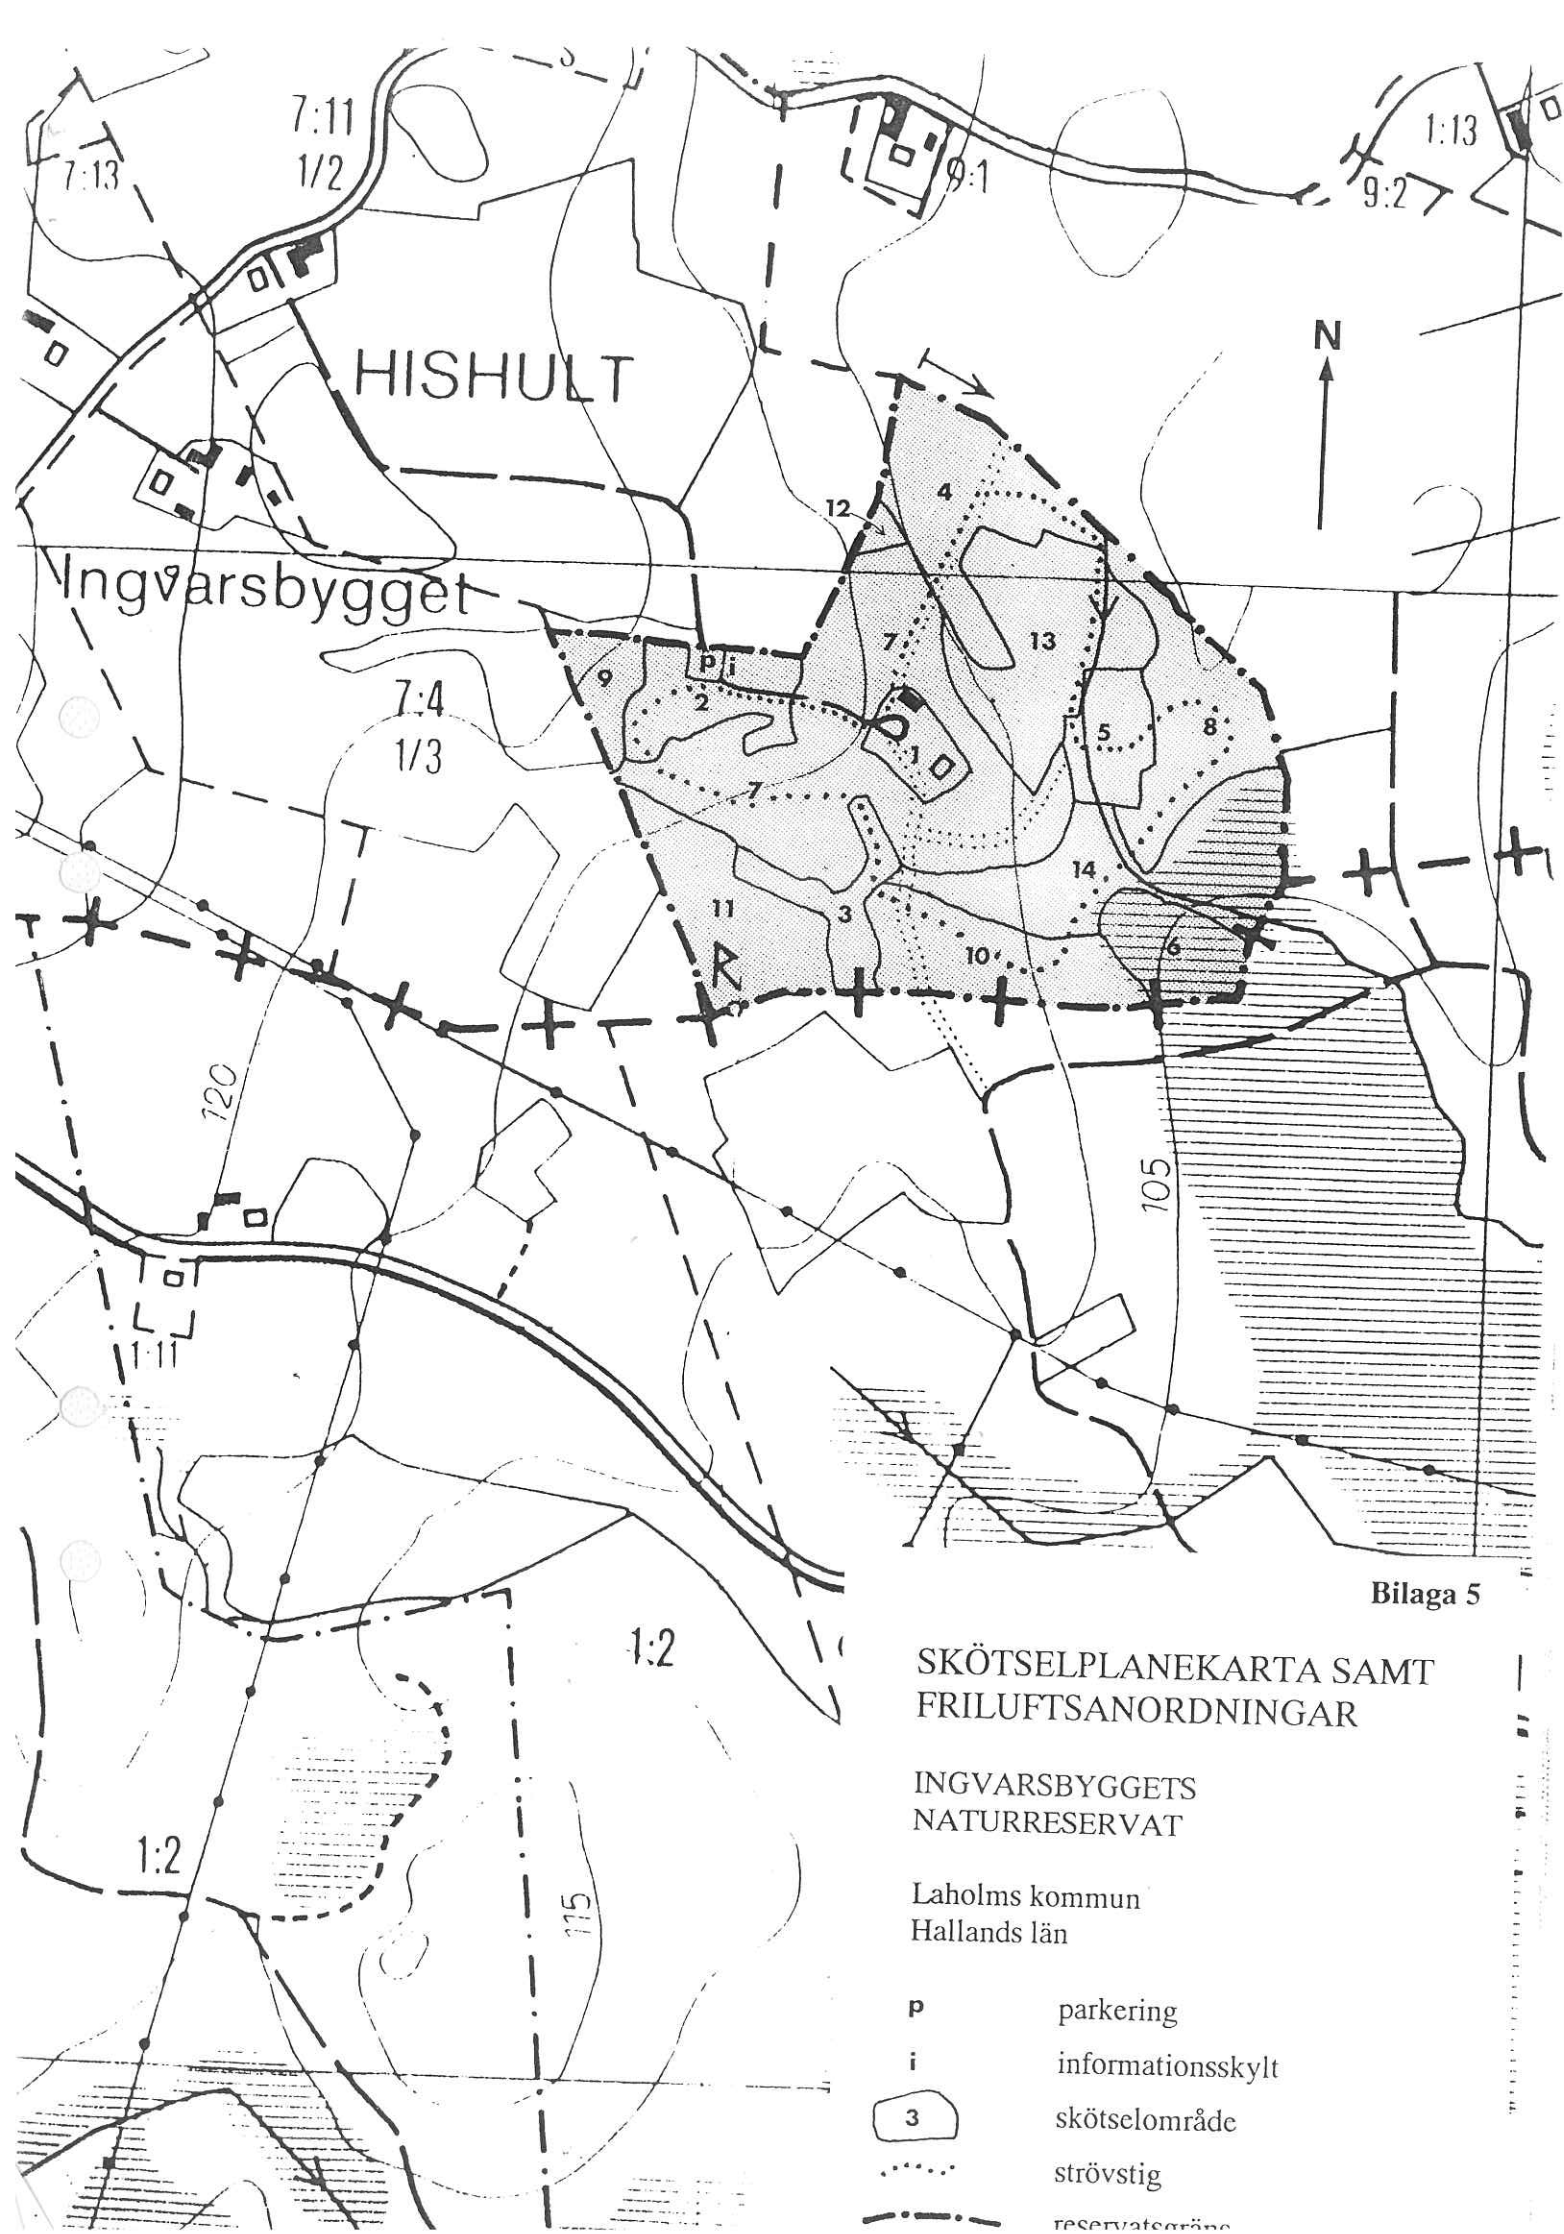 7:11
1/2
7:13
9:1
1:13
9:2
N
HISHULT
Ingvarsbygget
4
12
7
13
p i
9
2
7:4
1/3
5
8
1
7
14
11
3
6
10
R
120
105
1:11
Bilaga 5
1:2
SKÖTSELPLANEKARTA SAMT
FRILUFTSANORDNINGAR
INGVARSBYGGETS
NATURRESERVAT
1:2
115
Laholms kommun
Hallands län
p parkering
i informationsskylt
3 skötselområde
strövstig
reservatsgräns